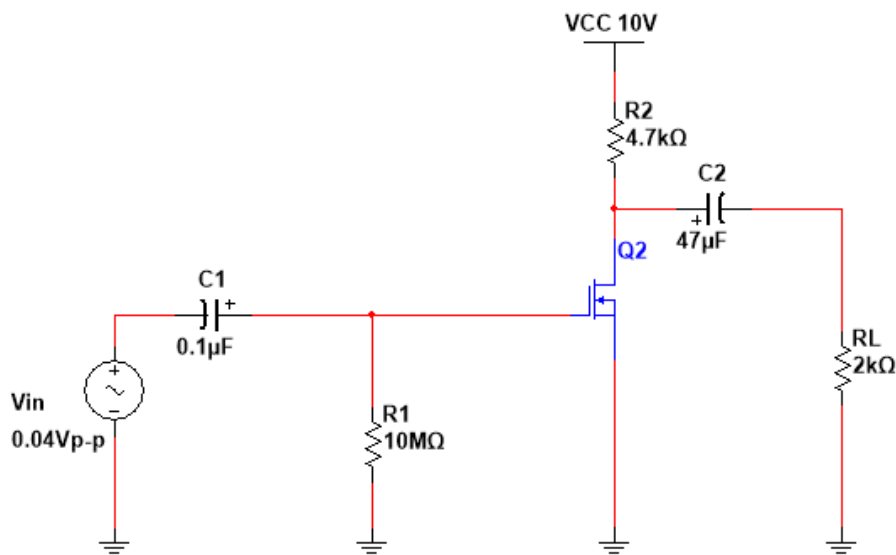 VCC 10V
R2
4.7kΩ
C2
+
47µF
Q2
C1
+
0.1µF
RL
2kΩ
Vin
0.04Vp-p
R1
10MΩ